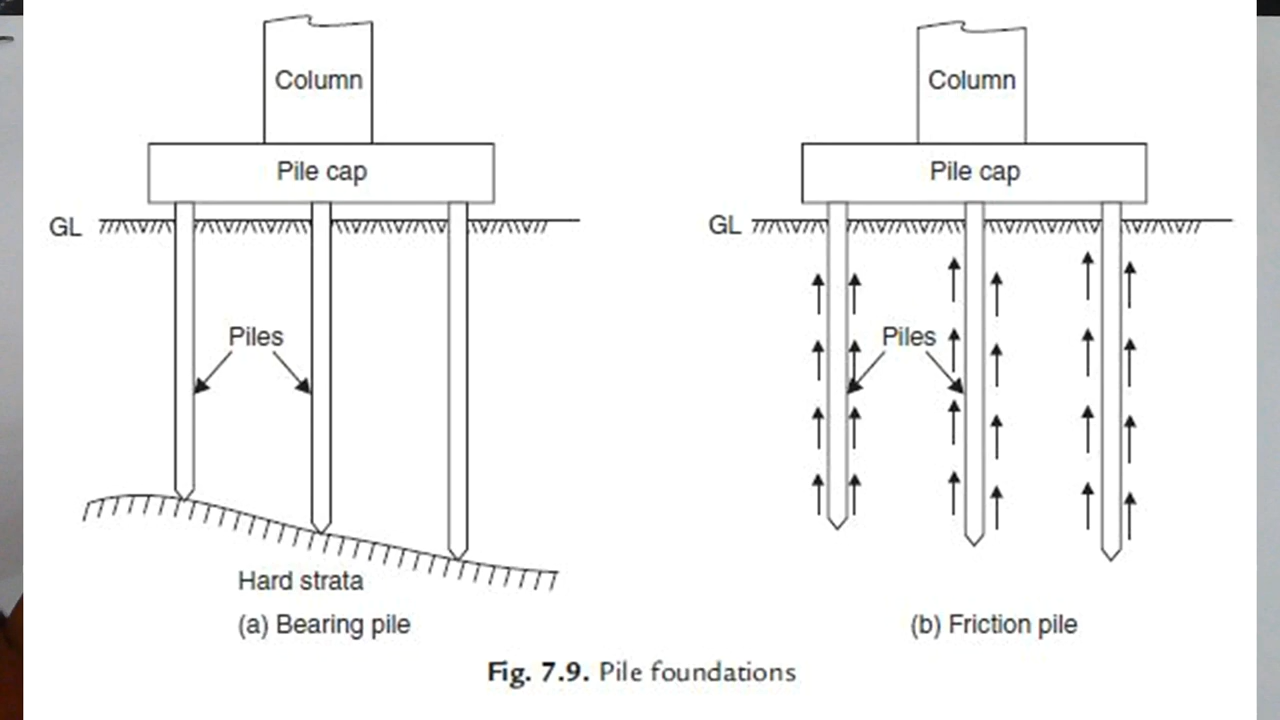 Column
Pile cap
GL
Piles
Hard strata
(a) Bearing pile
Column
Pile cap
GL
Piles
(b) Friction pile
Fig. 7.9. Pile foundations